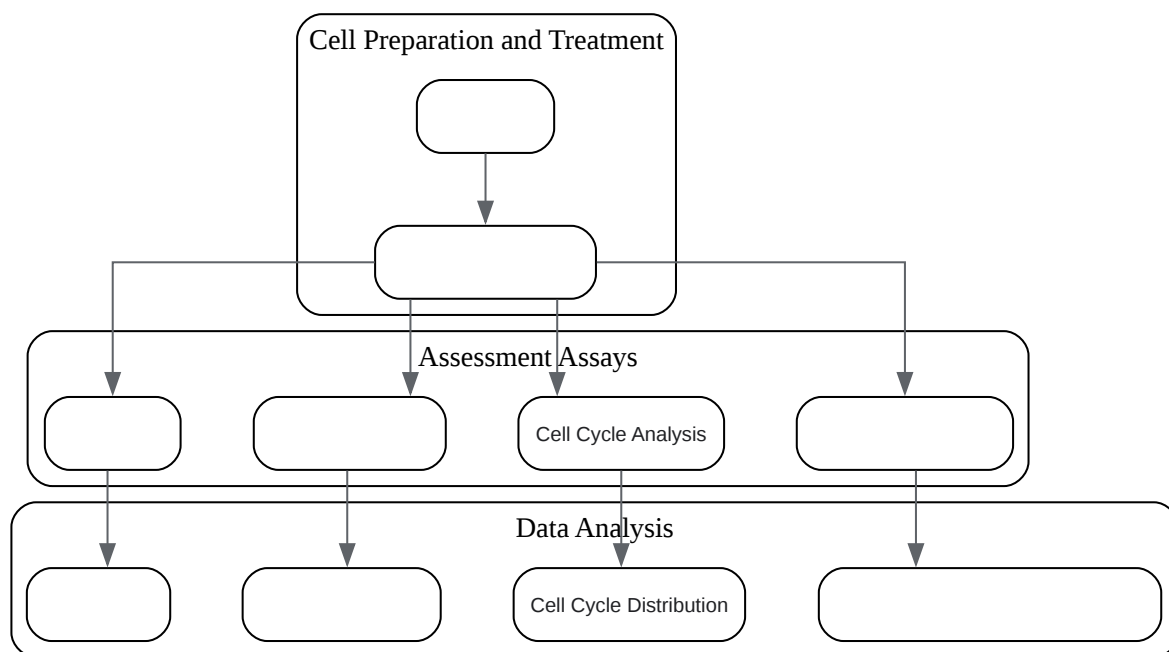 Cell Preparation and Treatment
Assessment Assays
Cell Cycle Analysis
Data Analysis
Cell Cycle Distribution